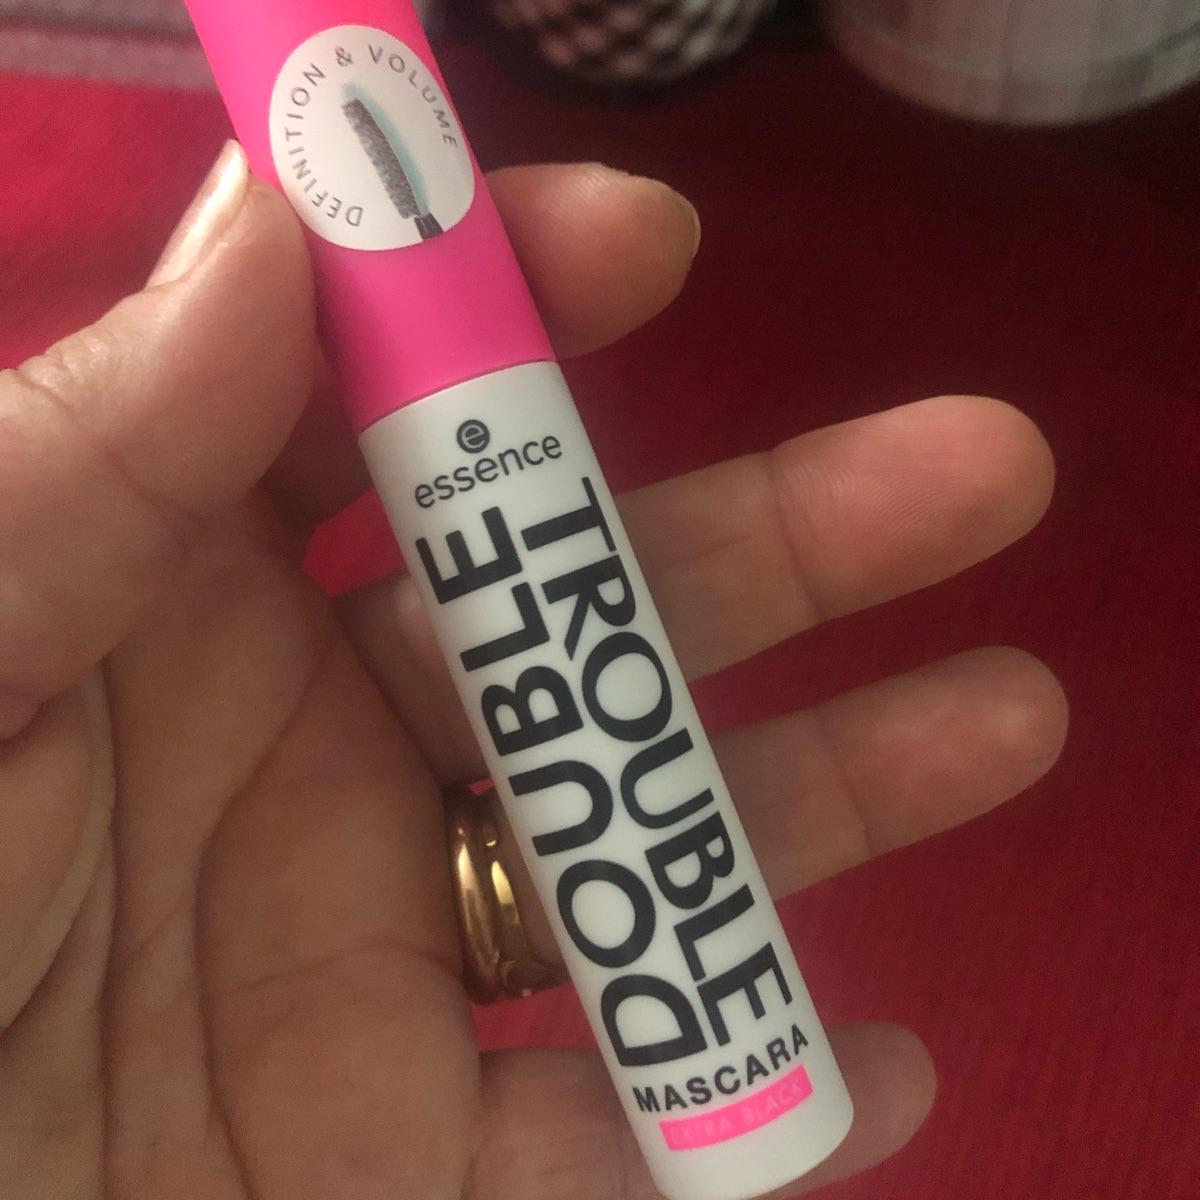 DEFINITION & VOLUME
e
essence
DOUBLE
TROUBLE
MASCARA
EXTRA BLACK